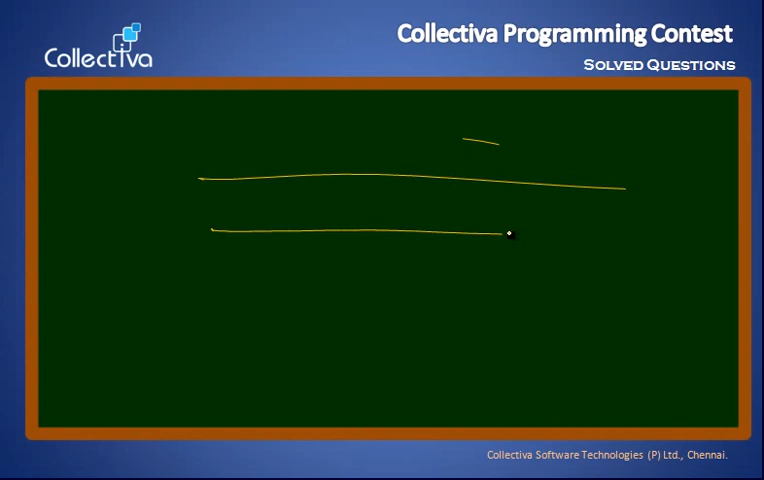 Collectiva Programming Contest
Collectiva
Solved Questions
Collectiva Software Technologies (P) Ltd., Chennai.